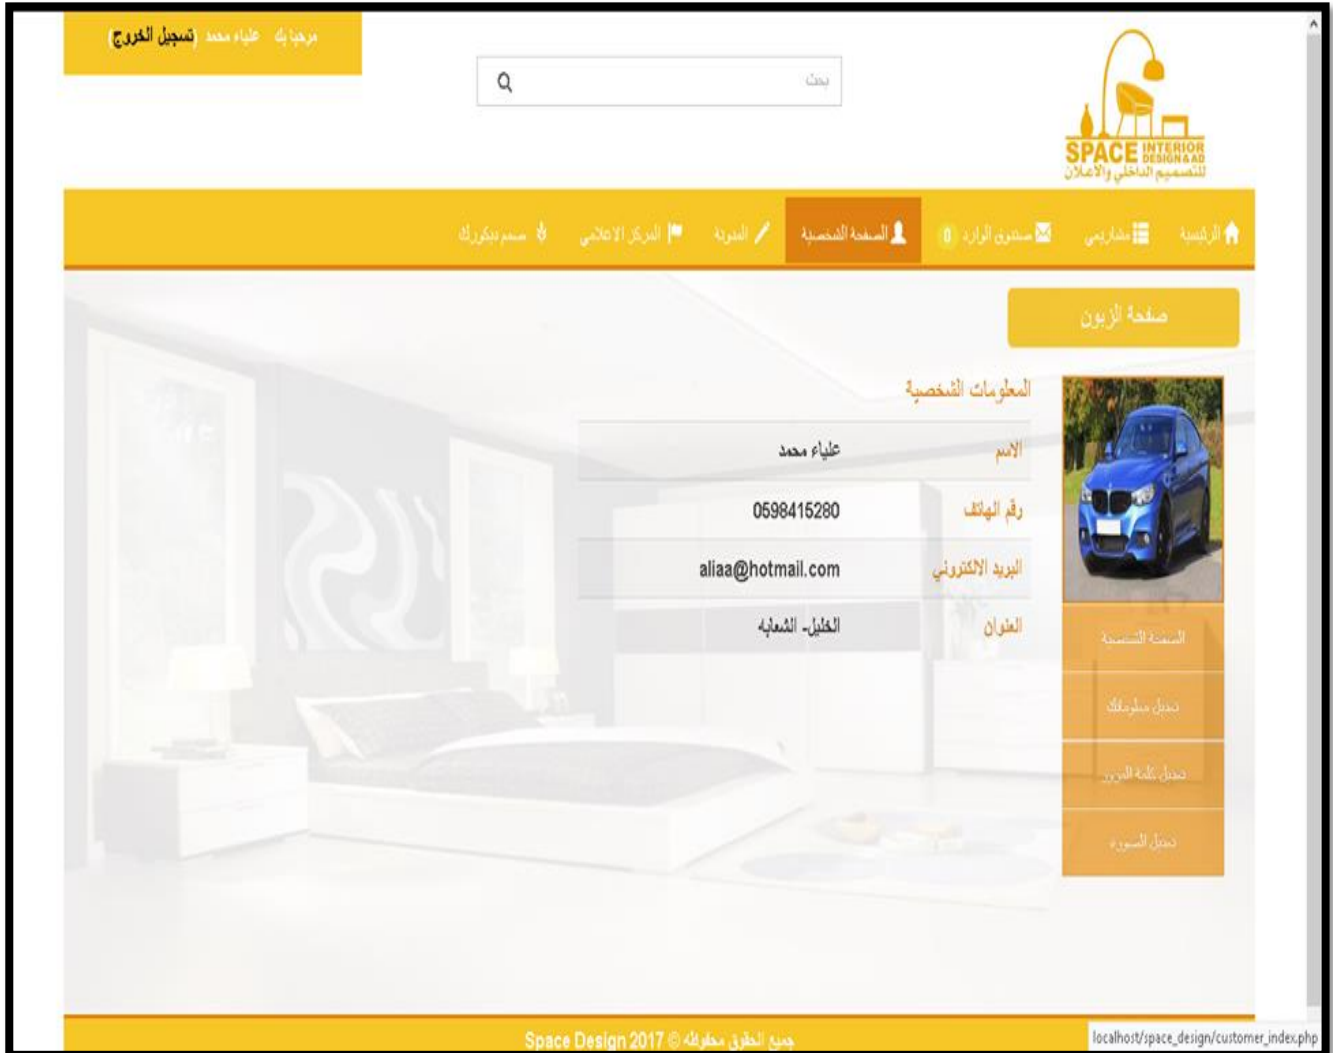 مرحبا بك علياء محمد (تسجيل الخروج)
بحث
SPACE INTERIOR DESIGN & AD
للتصميم الداخلي والاعلان
الرئيسية مشاريعي صندوق الوارد 0 الصفحة الشخصية المدونة المركز الاعلامي صمم ديكورك
صفحة الزبون
المعلومات الشخصية
الاسم علياء محمد
رقم الهاتف 0598415280
البريد الالكتروني aliaa@hotmail.com
العنوان الخليل- الشعابه
الصفحة الشخصية
تعديل معلوماتك
تعديل كلمة المرور
تعديل الصورة
جميع الحقوق محفوظه © Space Design 2017
localhost/space_design/customer_index.php